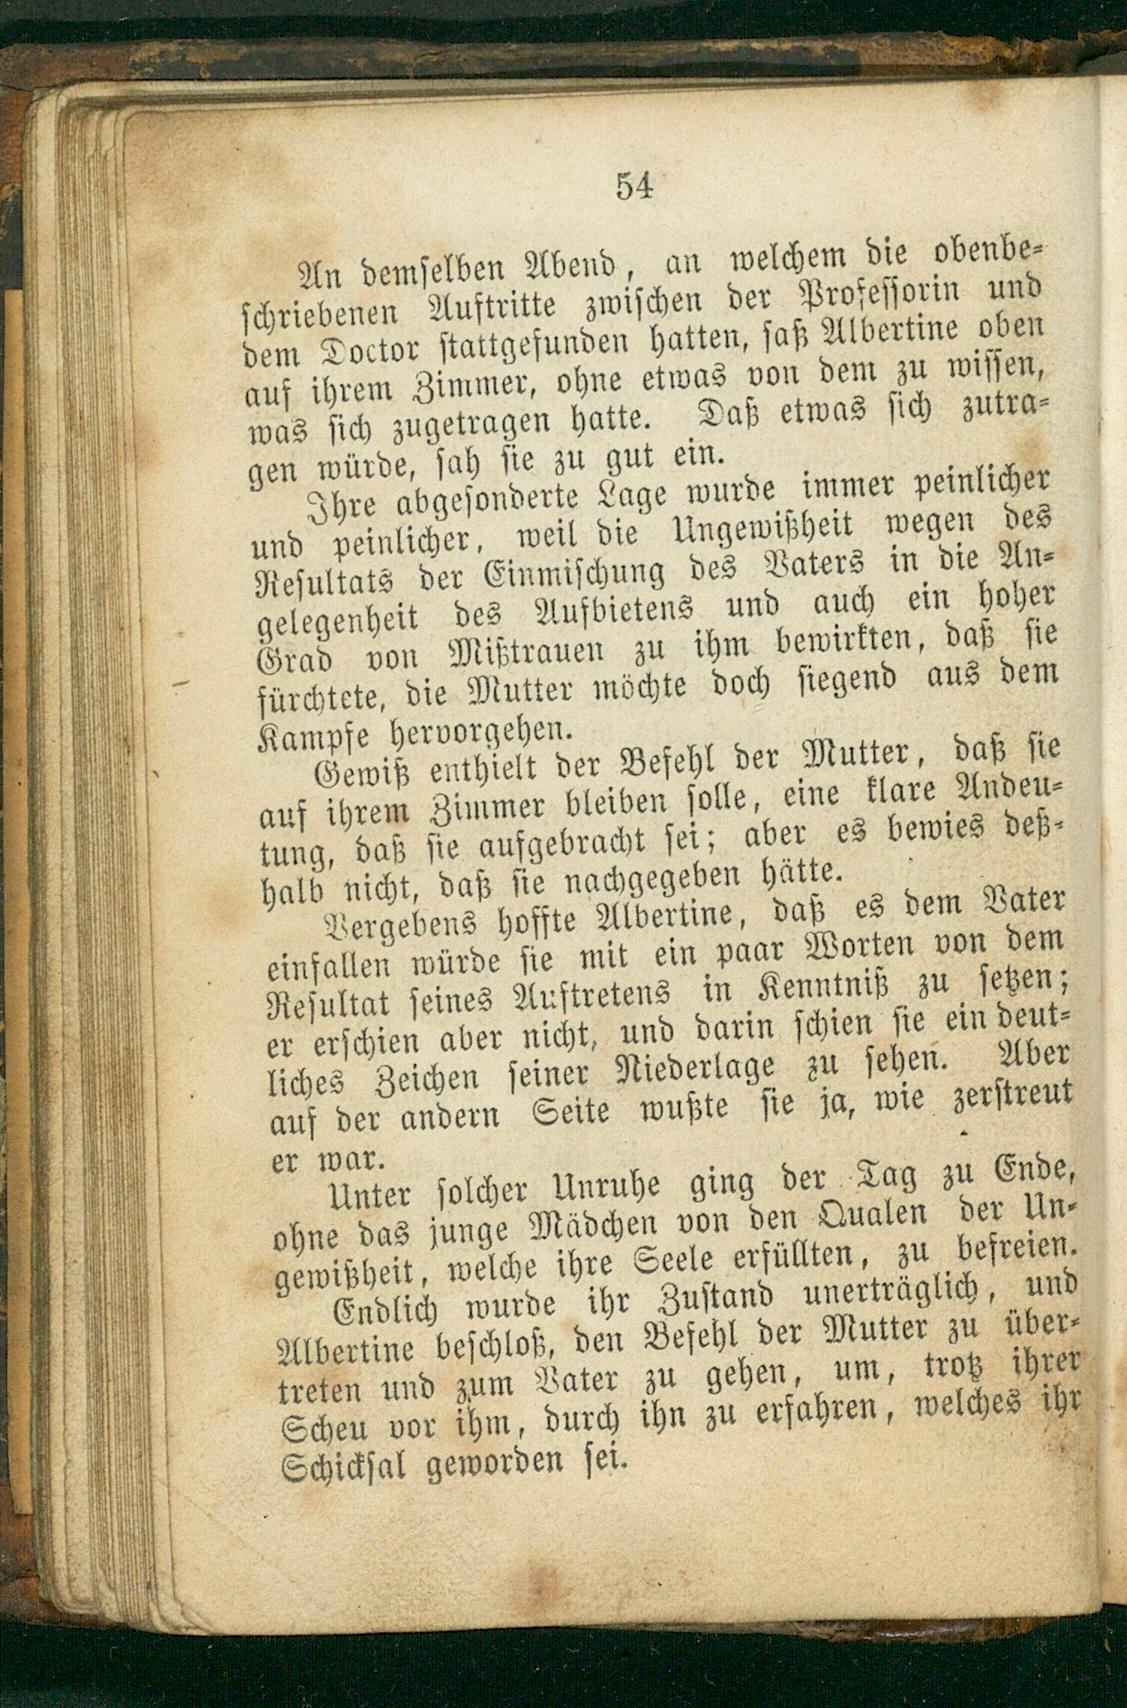 54
An demselben Abend, an welchem die obenbe-
schriebenen Auftritte zwischen der Professorin und
dem Doctor stattgefunden hatten, saß Albertine oben
auf ihrem Zimmer, ohne etwas von dem zu wissen,
was sich zugetragen hatte. Daß etwas sich zutra-
gen würde, sah sie zu gut ein.
Ihre abgesonderte Lage wurde immer peinlicher
und peinlicher, weil die Ungewißheit wegen des
Resultats der Einmischung des Vaters in die An-
gelegenheit des Aufbietens und auch ein hoher
Grad von Mißtrauen zu ihm bewirkten, daß sie
fürchtete, die Mutter möchte doch siegend aus dem
Kampfe hervorgehen.
Gewiß enthielt der Befehl der Mutter, daß sie
auf ihrem Zimmer bleiben solle, eine klare Andeu-
tung, daß sie aufgebracht sei; aber es bewies deß-
halb nicht, daß sie nachgegeben hätte.
Vergebens hoffte Albertine, daß es dem Vater
einfallen würde sie mit ein paar Worten von dem
Resultat seines Auftretens in Kenntniß zu setzen;
er erschien aber nicht, und darin schien sie ein deut-
liches Zeichen seiner Niederlage zu sehen. Aber
auf der andern Seite wußte sie ja, wie zerstreut
er war.
Unter solcher Unruhe ging der Tag zu Ende,
ohne das junge Mädchen von den Qualen der Un-
gewißheit, welche ihre Seele erfüllten, zu befreien.
Endlich wurde ihr Zustand unerträglich, und
Albertine beschloß, den Befehl der Mutter zu über-
treten und zum Vater zu gehen, um, trotz ihrer
Scheu vor ihm, durch ihn zu erfahren, welches ihr
Schicksal geworden sei.